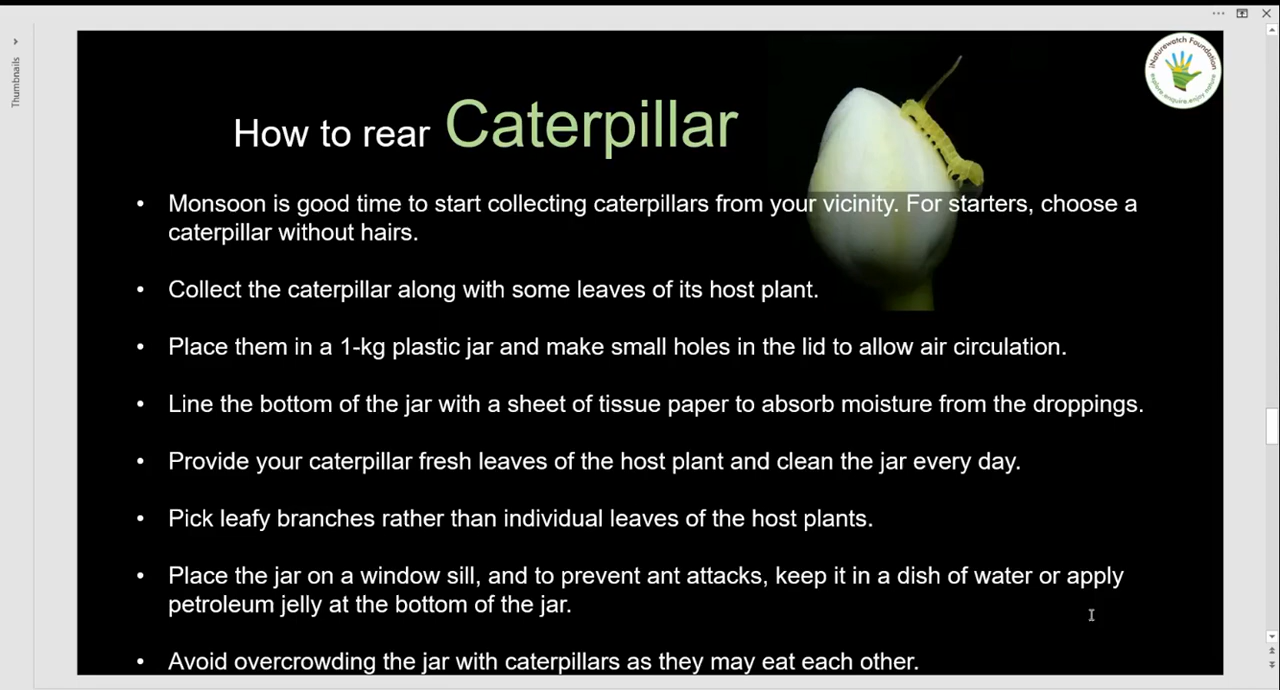 Thumbnails
iNaturewatch Foundation
explore.enquire.enjoy nature
How to rear Caterpillar
• Monsoon is good time to start collecting caterpillars from your vicinity. For starters, choose a
caterpillar without hairs.
• Collect the caterpillar along with some leaves of its host plant.
• Place them in a 1-kg plastic jar and make small holes in the lid to allow air circulation.
• Line the bottom of the jar with a sheet of tissue paper to absorb moisture from the droppings.
• Provide your caterpillar fresh leaves of the host plant and clean the jar every day.
• Pick leafy branches rather than individual leaves of the host plants.
• Place the jar on a window sill, and to prevent ant attacks, keep it in a dish of water or apply
petroleum jelly at the bottom of the jar.
• Avoid overcrowding the jar with caterpillars as they may eat each other.